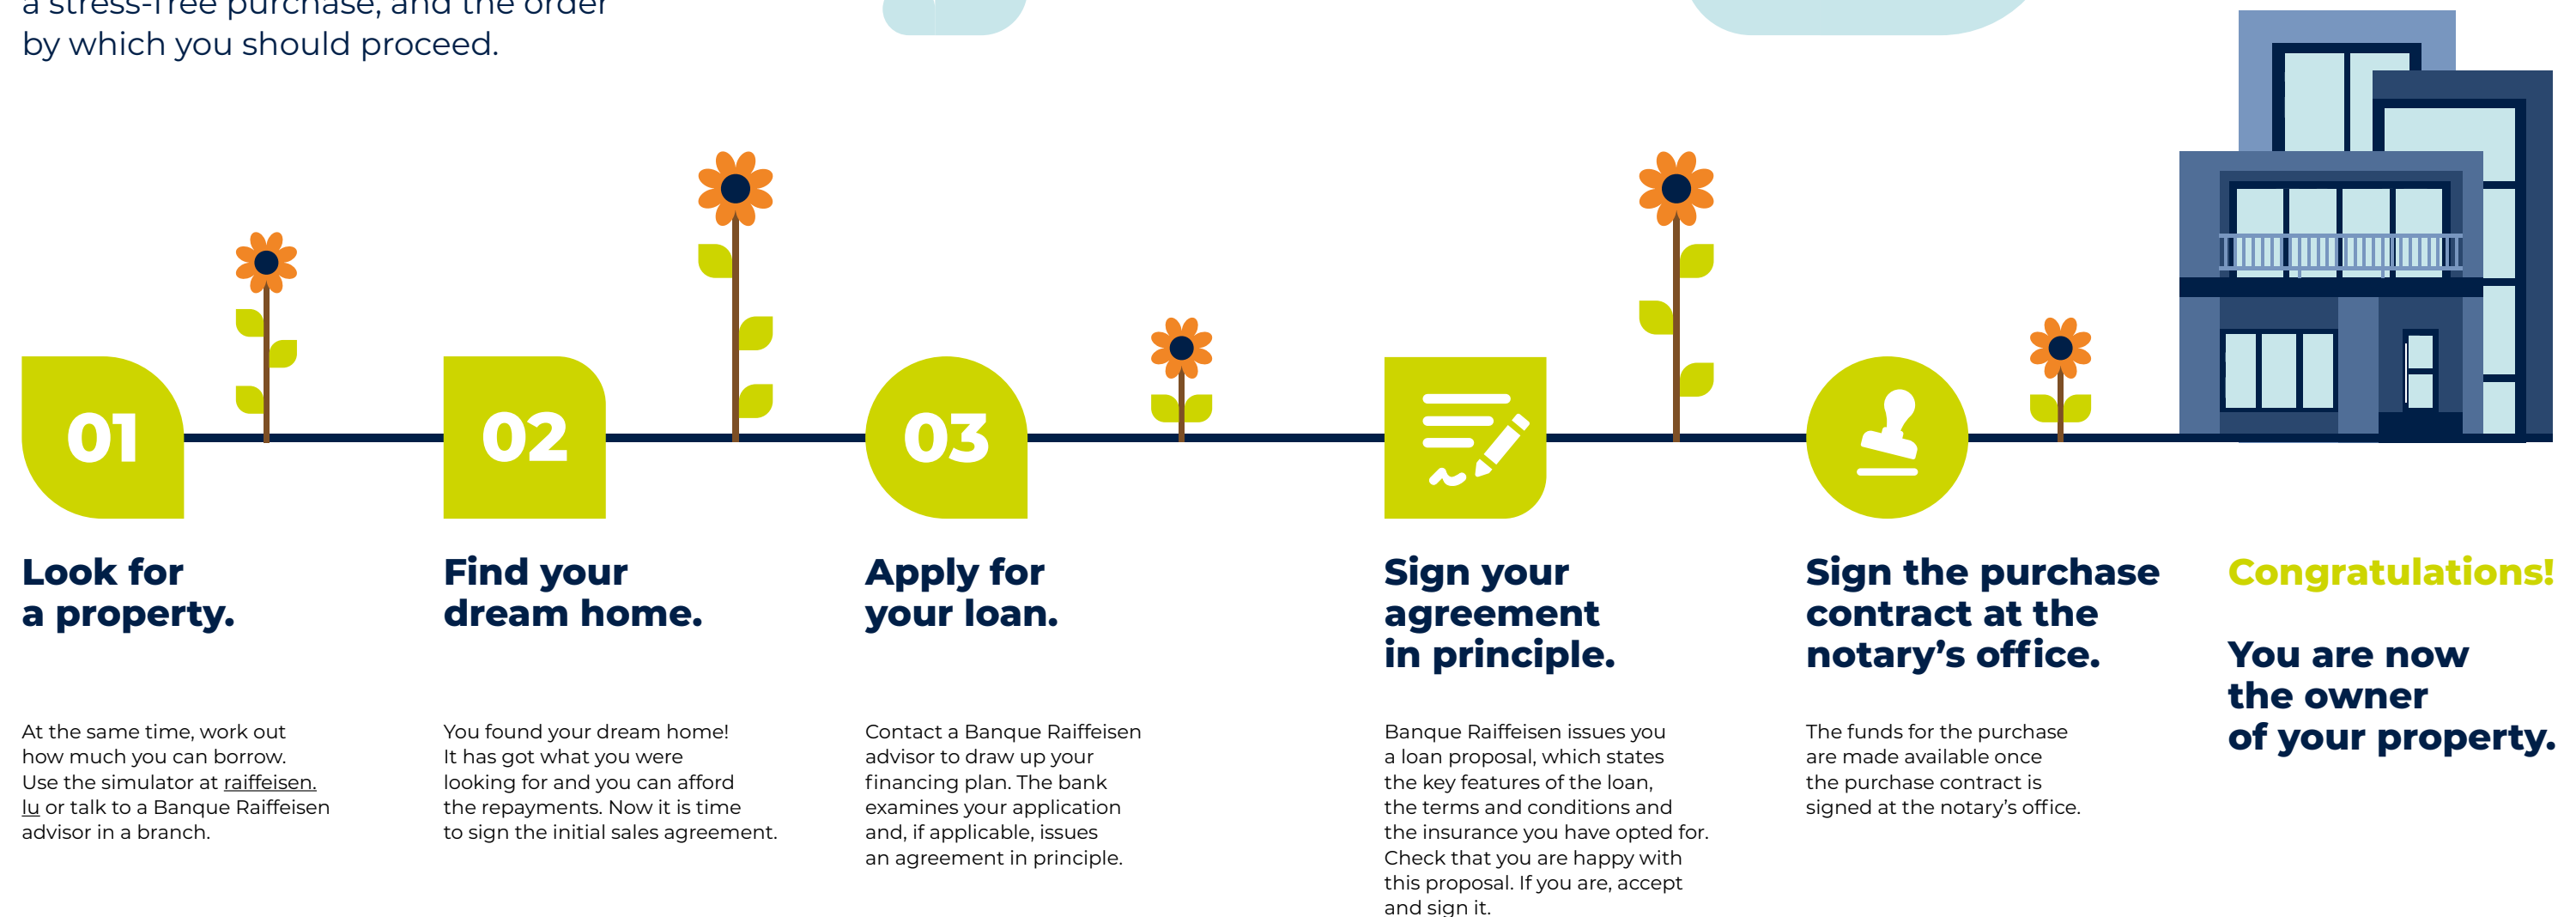 a stress-free purchase, and the order
by which you should proceed.
01
02
03
Look for
a property.
At the same time, work out
how much you can borrow.
Use the simulator at raiffeisen.
lu or talk to a Banque Raiffeisen
advisor in a branch.
Find your
dream home.
You found your dream home!
It has got what you were
looking for and you can afford
the repayments. Now it is time
to sign the initial sales agreement.
Apply for
your loan.
Contact a Banque Raiffeisen
advisor to draw up your
financing plan. The bank
examines your application
and, if applicable, issues
an agreement in principle.
Sign your
agreement
in principle.
Banque Raiffeisen issues you
a loan proposal, which states
the key features of the loan,
the terms and conditions and
the insurance you have opted for.
Check that you are happy with
this proposal. If you are, accept
and sign it.
Sign the purchase
contract at the
notary’s office.
The funds for the purchase
are made available once
the purchase contract is
signed at the notary’s office.
Congratulations!
You are now
the owner
of your property.